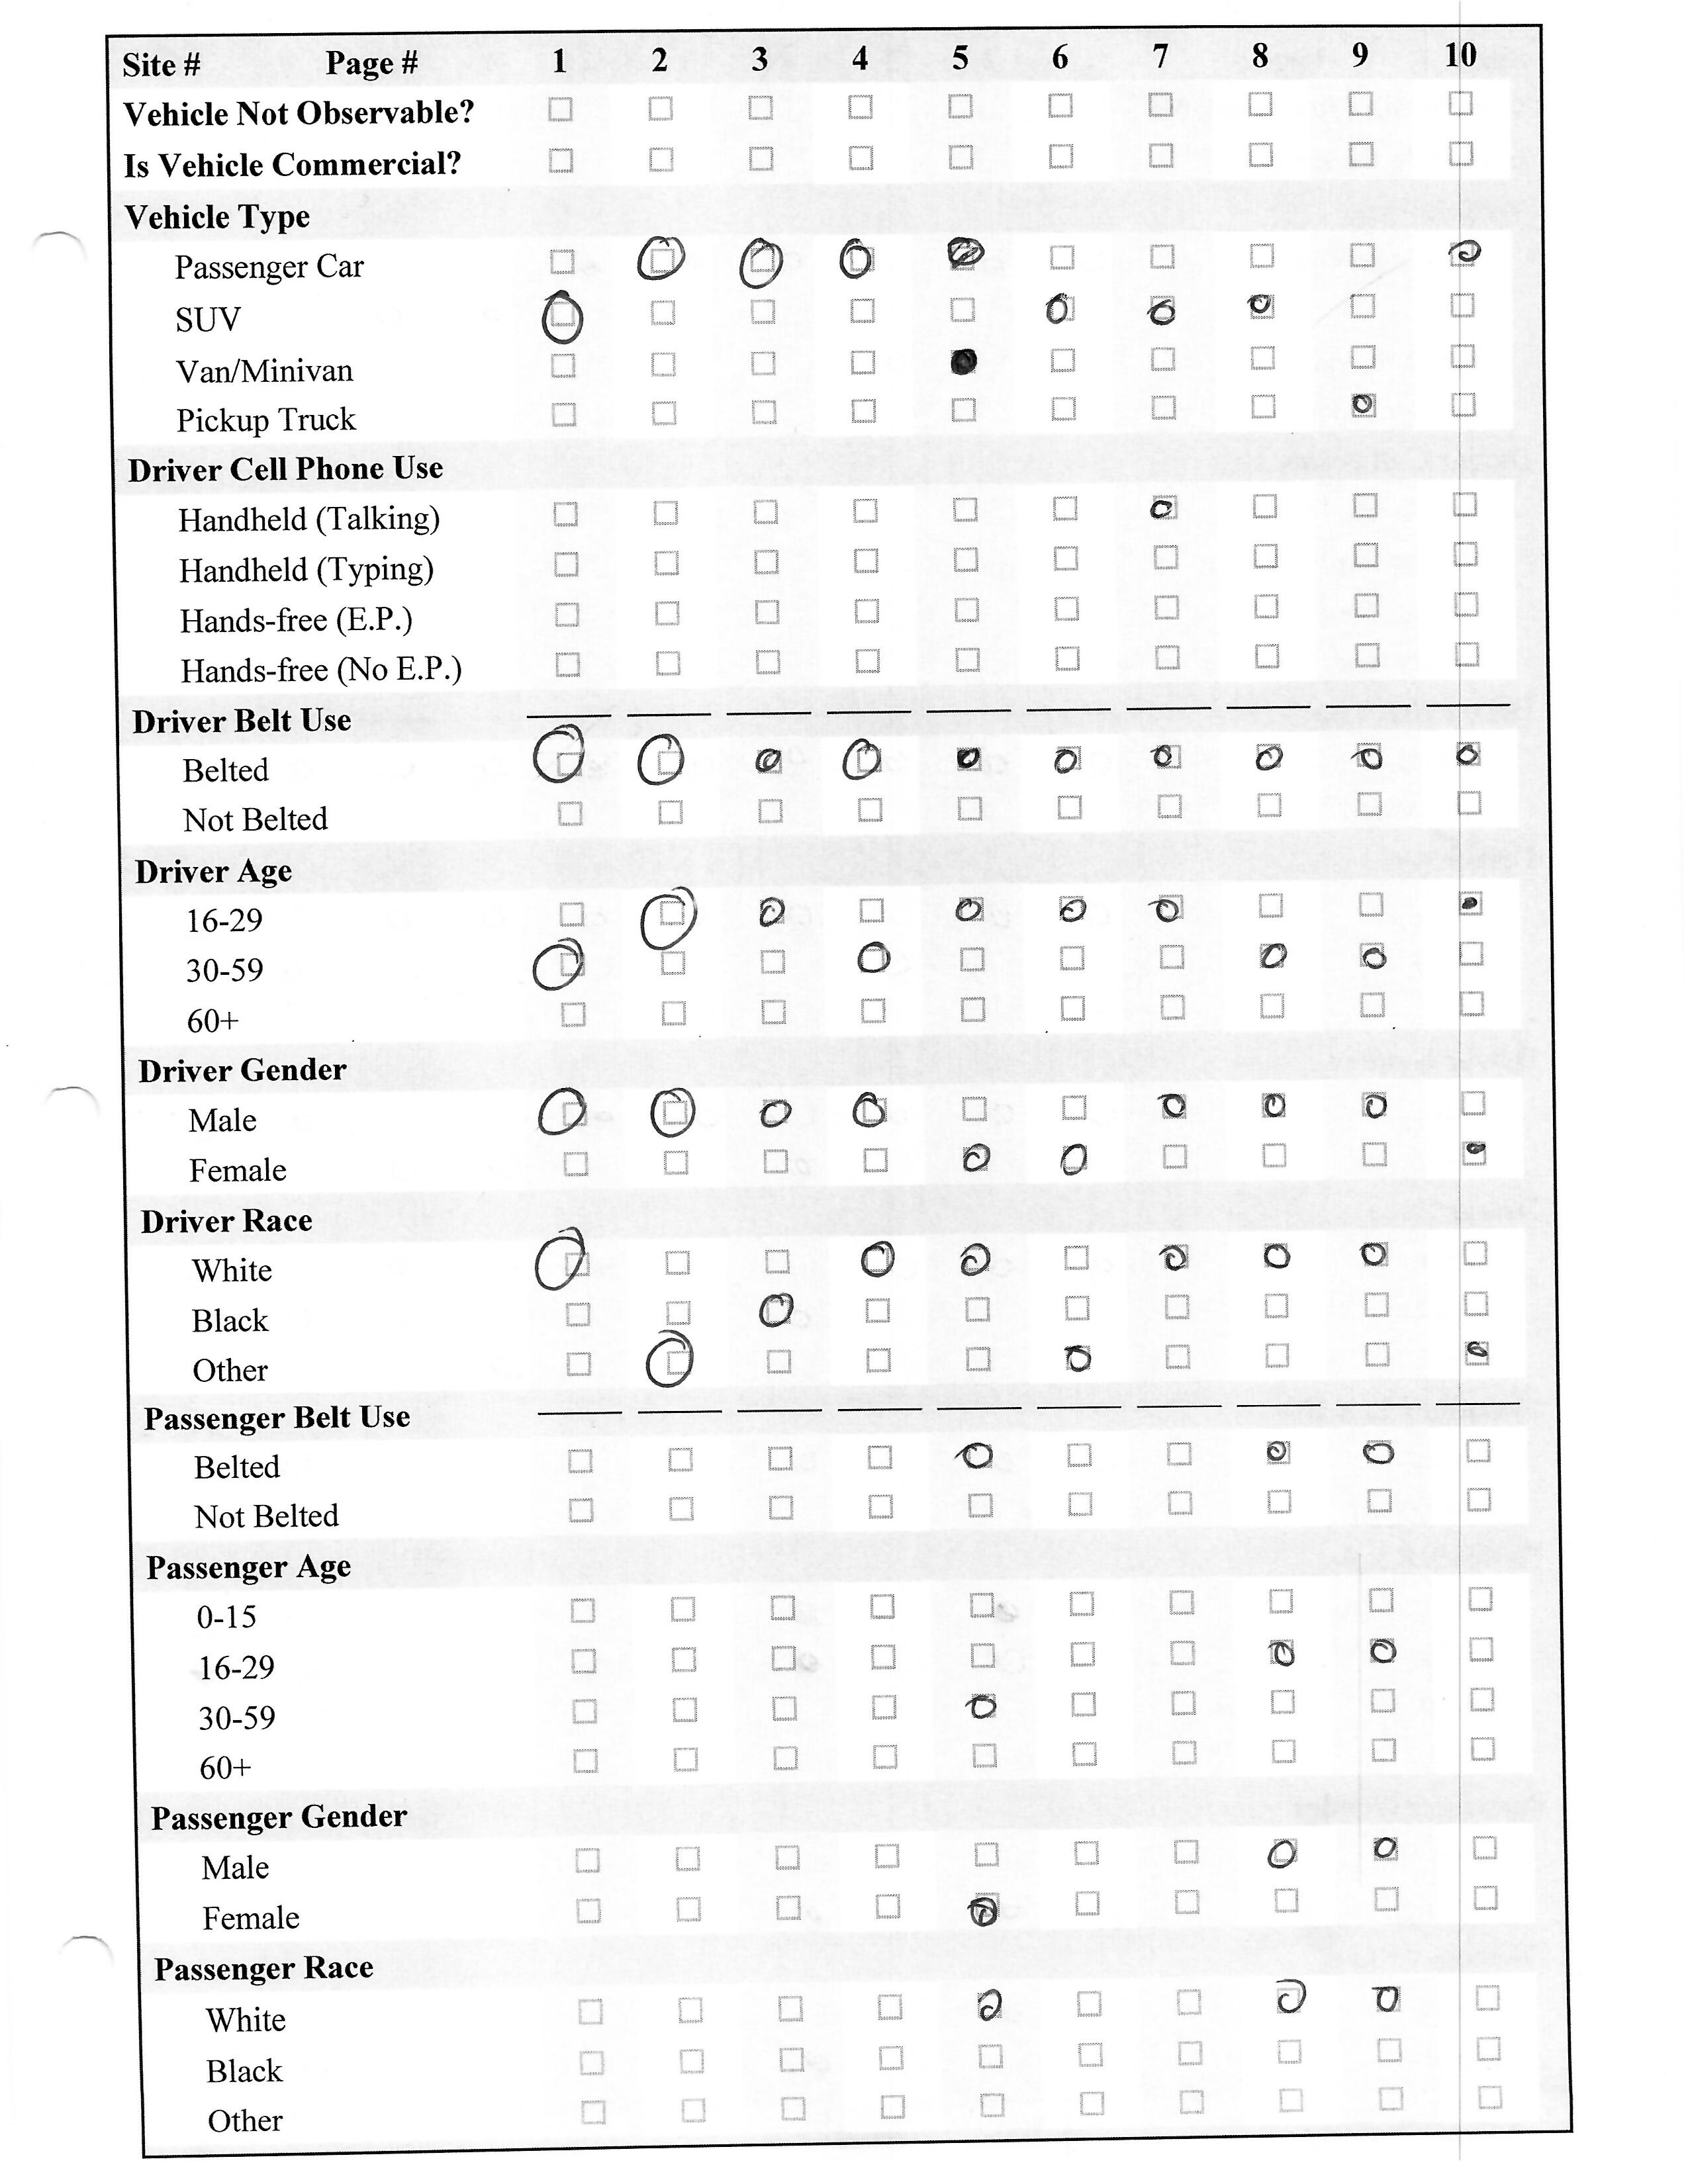 Site # Page # 1 2 3 4 5 6 7 8 9 10
Vehicle Not Observable?
Is Vehicle Commercial?
Vehicle Type
Passenger Car
SUV
Van/Minivan
Pickup Truck
Driver Cell Phone Use
Handheld (Talking)
Handheld (Typing)
Hands-free (E.P.)
Hands-free (No E.P.)
Driver Belt Use
Belted
Not Belted
Driver Age
16-29
30-59
60+
Driver Gender
Male
Female
Driver Race
White
Black
Other
Passenger Belt Use
Belted
Not Belted
Passenger Age
0-15
16-29
30-59
60+
Passenger Gender
Male
Female
Passenger Race
White
Black
Other